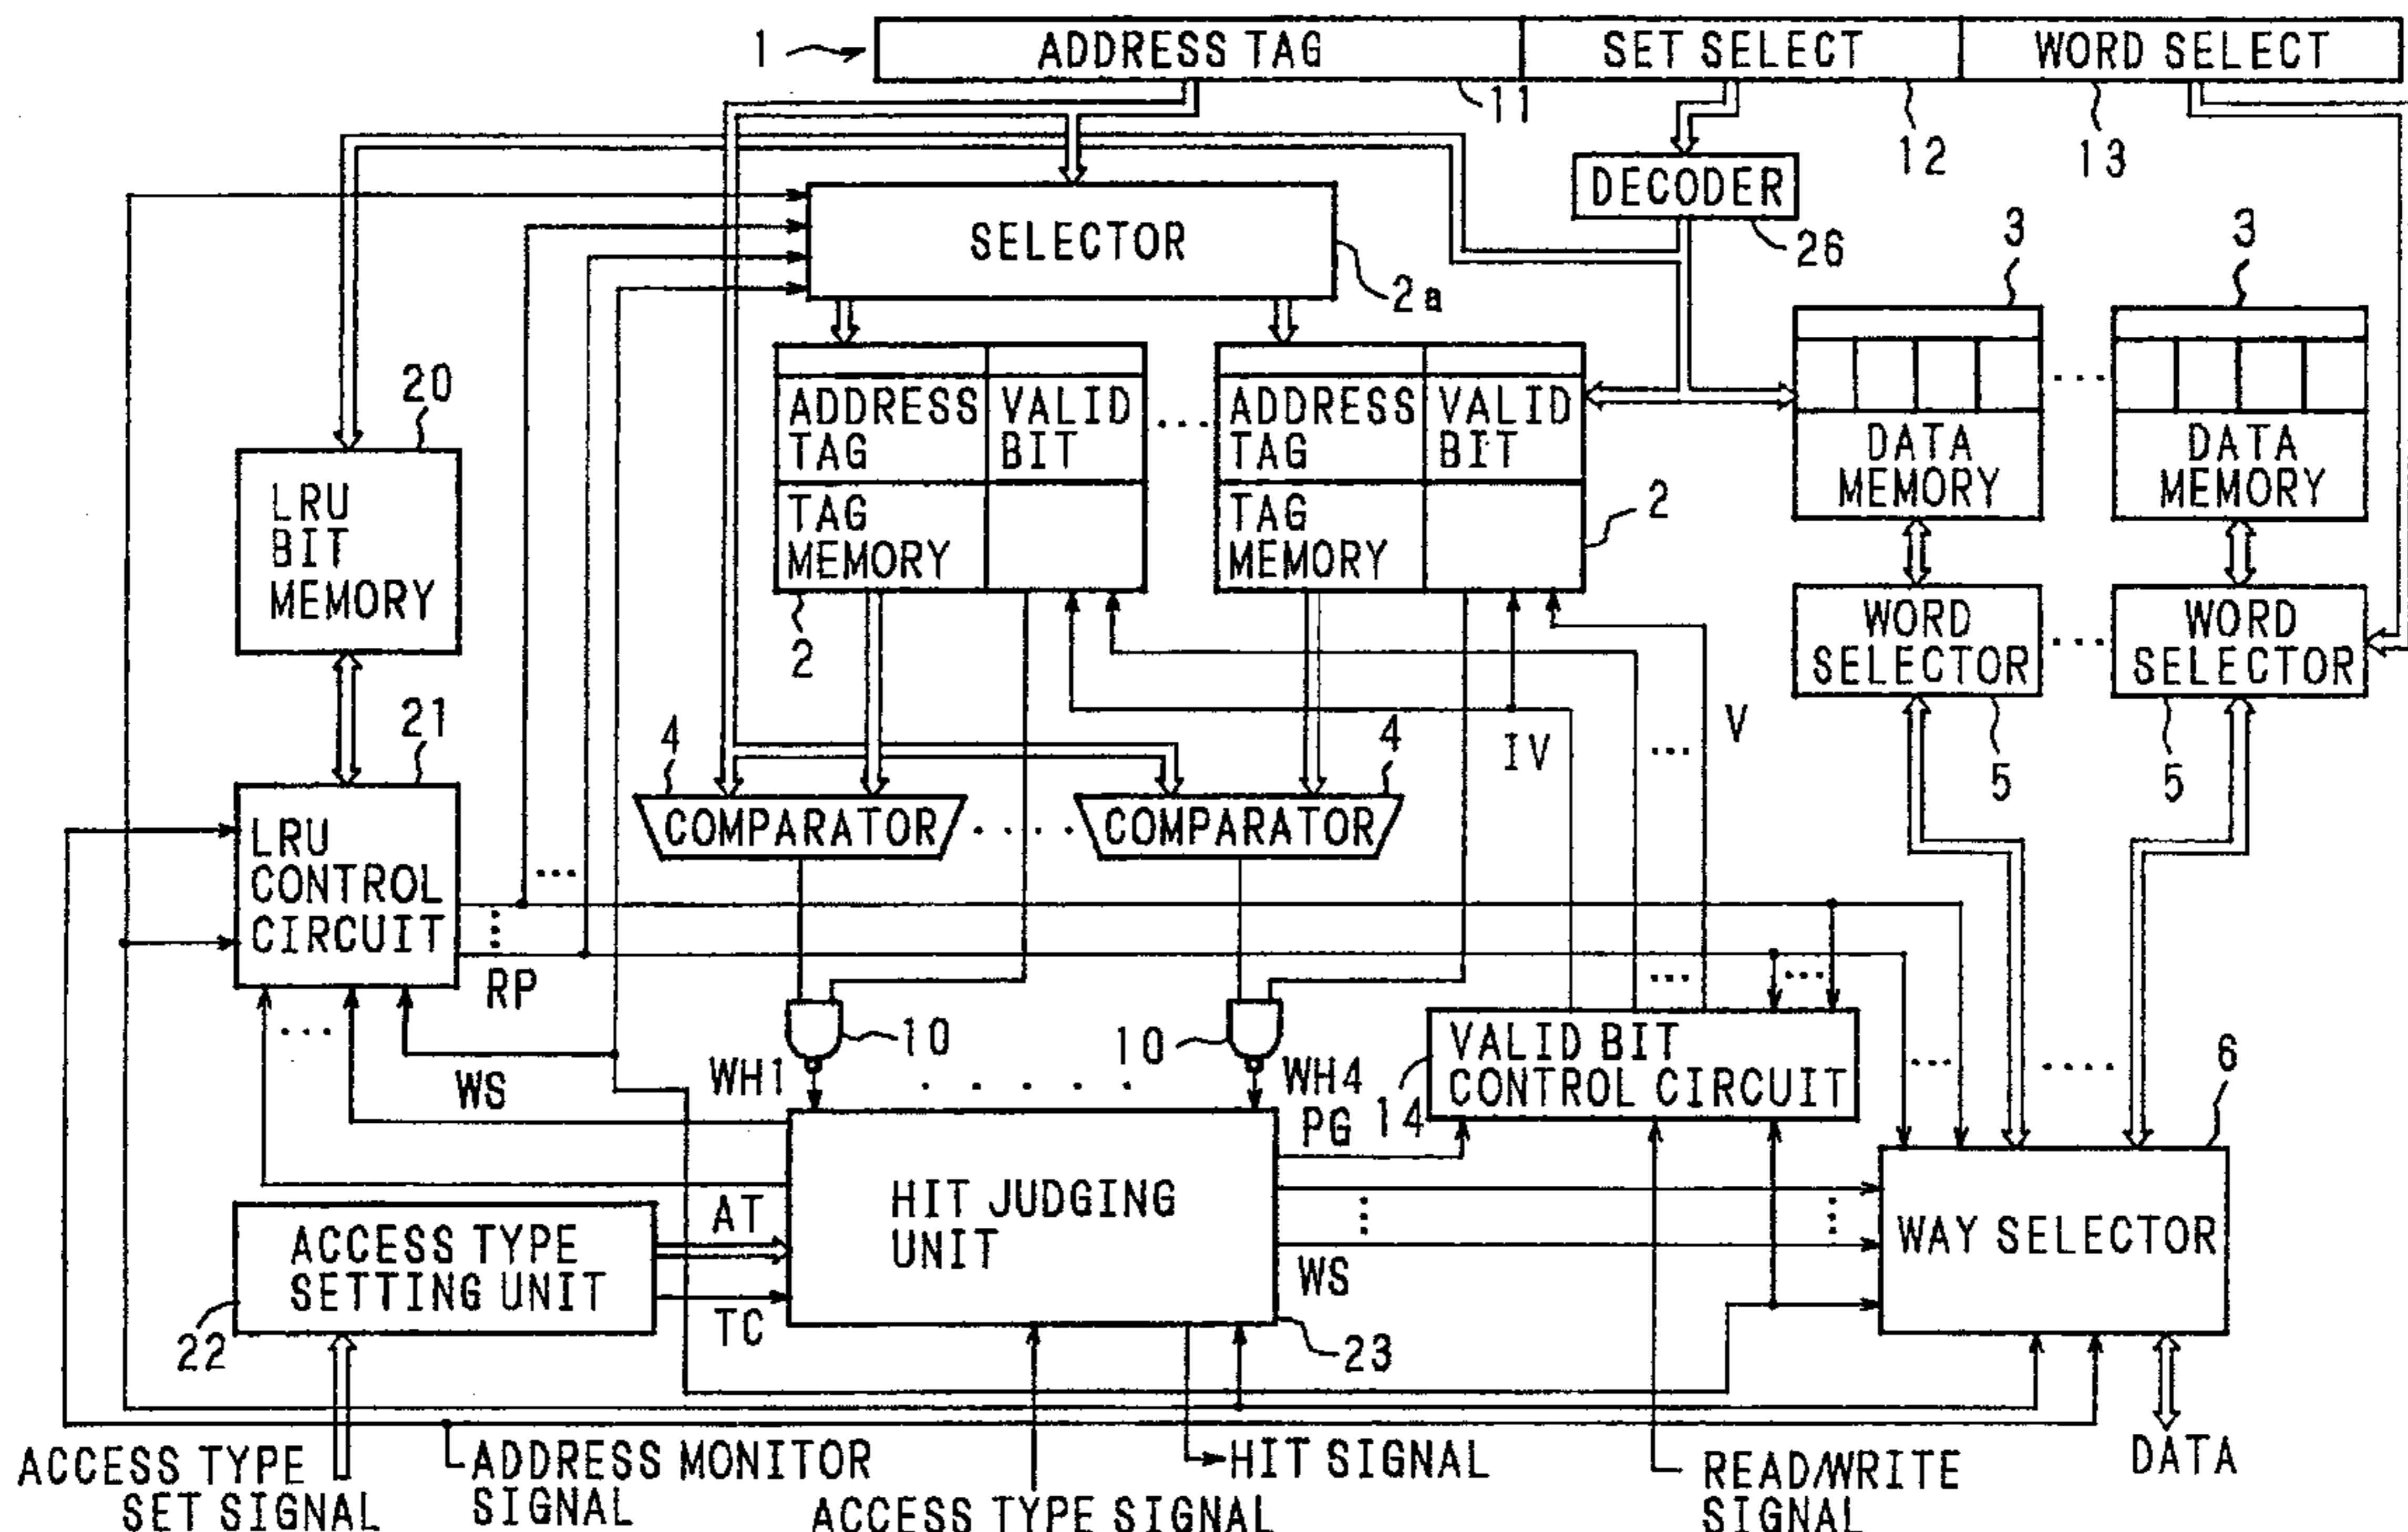 1 ADDRESS TAG SET SELECT WORD SELECT
11 12 13
DECODER
26
SELECTOR
2a
3 3
20
LRU
BIT
MEMORY
ADDRESS
TAG
VALID
BIT
TAG
MEMORY
2
...
ADDRESS
TAG
VALID
BIT
TAG
MEMORY
2
DATA
MEMORY
...
DATA
MEMORY
WORD
SELECTOR
...
WORD
SELECTOR
5 5
21
LRU
CONTROL
CIRCUIT
RP
4 4
COMPARATOR .... COMPARATOR
IV ... V
10 10
WH1 ..... WH4
PG
14
VALID BIT
CONTROL CIRCUIT
6
WAY SELECTOR
WS
AT
TC
HIT JUDGING
UNIT
23
WS
ACCESS TYPE
SETTING UNIT
22
ACCESS TYPE
SET SIGNAL
ADDRESS MONITOR
SIGNAL
ACCESS TYPE SIGNAL
HIT SIGNAL
READ/WRITE
SIGNAL
DATA